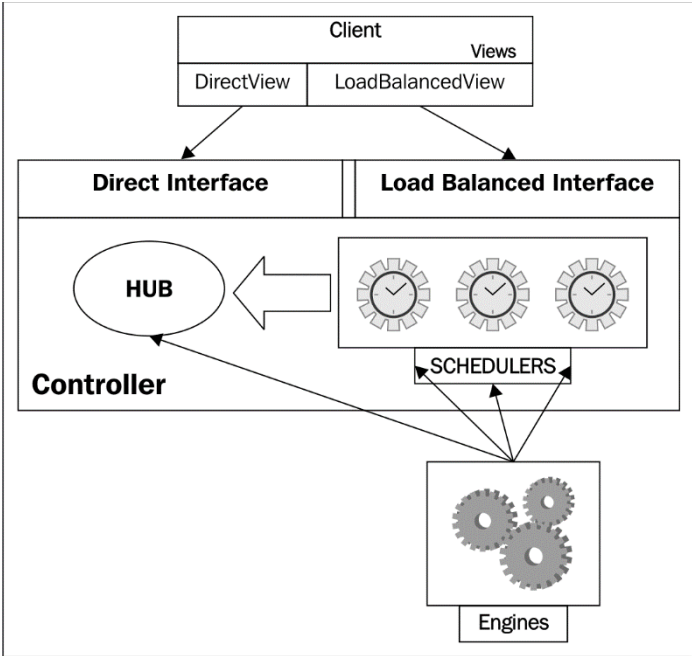 Client
Views
DirectView LoadBalancedView
Direct Interface Load Balanced Interface
HUB
SCHEDULERS
Controller
Engines